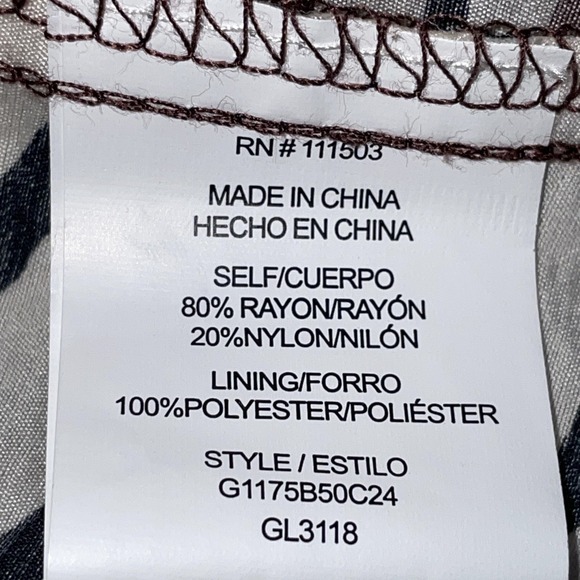 RN # 111503
MADE IN CHINA
HECHO EN CHINA
SELF/CUERPO
80% RAYON/RAYÓN
20%NYLON/NILÓN
LINING/FORRO
100%POLYESTER/POLIÉSTER
STYLE / ESTILO
G1175B50C24
GL3118